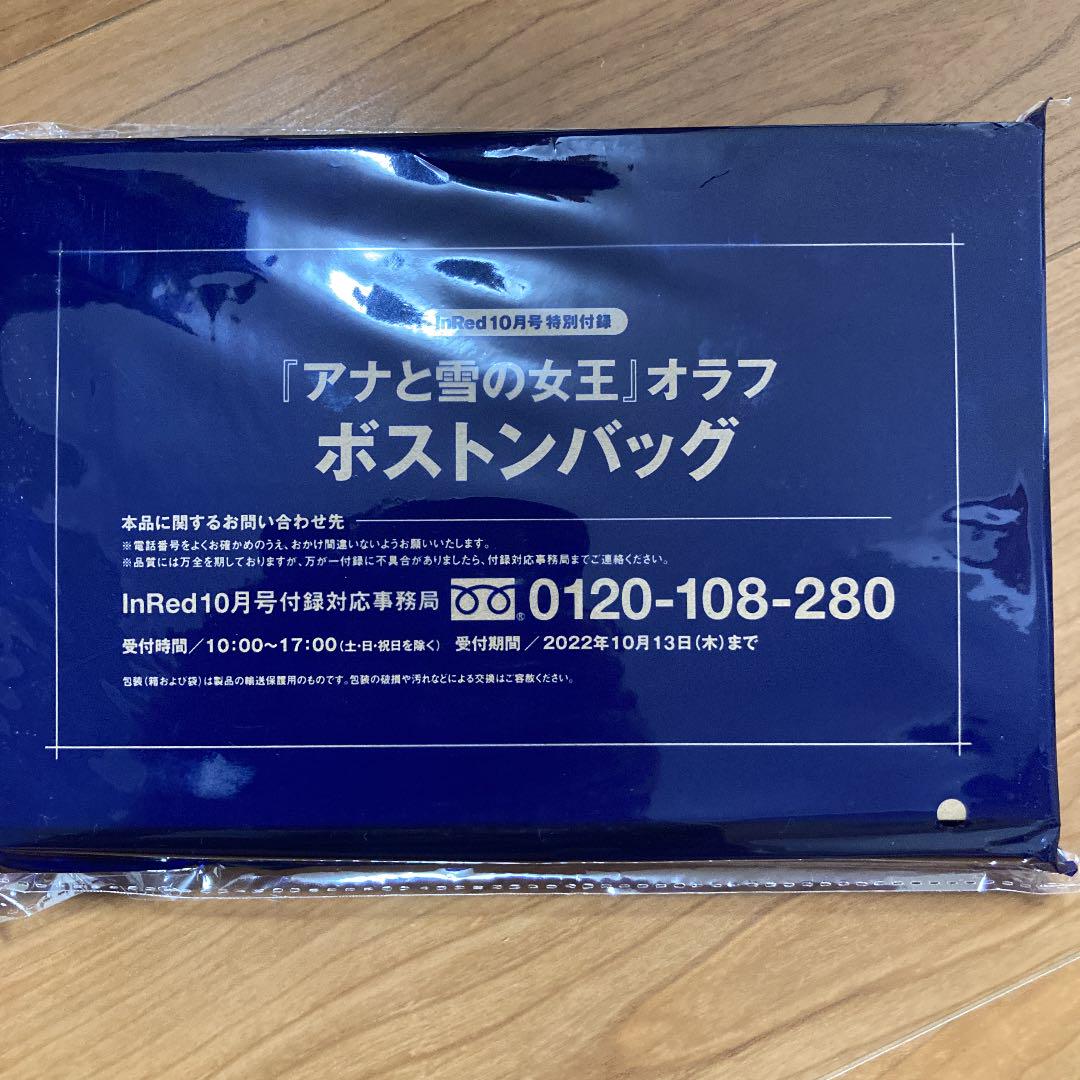 InRed10月号 特別付録
『アナと雪の女王』オラフ
ボストンバッグ
本品に関するお問い合わせ先
※電話番号をよくお確かめのうえ、おかけ間違いないようお願いいたします。
※品質には万全を期しておりますが、万が一付録に不具合がありましたら、付録対応事務局までご連絡ください。
InRed10月号付録対応事務局 ® 0120-108-280
受付時間／10:00〜17:00(土・日・祝日を除く) 受付期間／2022年10月13日(木)まで
包装(箱および袋)は製品の輸送保護用のものです。包装の破損や汚れなどによる交換はご容赦ください。